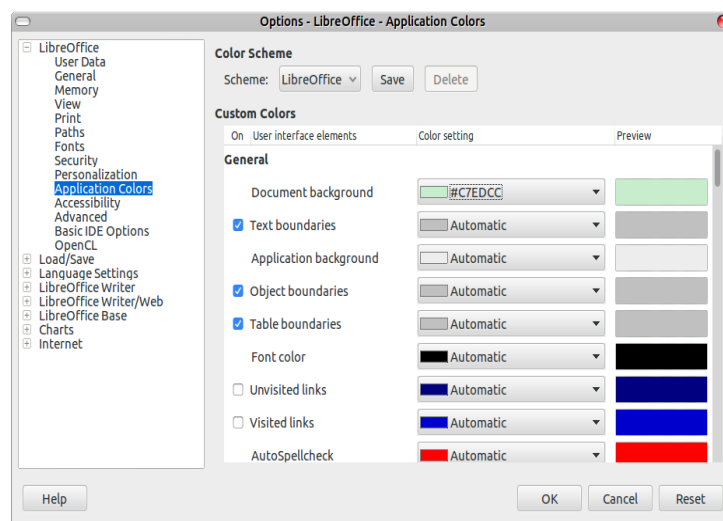 Options - LibreOffice - Application Colors
LibreOffice
User Data
General
Memory
View
Print
Paths
Fonts
Security
Personalization
Application Colors
Accessibility
Advanced
Basic IDE Options
OpenCL
Load/Save
Language Settings
LibreOffice Writer
LibreOffice Writer/Web
LibreOffice Base
Charts
Internet
Color Scheme
Scheme: LibreOffice Save Delete
Custom Colors
On User interface elements Color setting Preview
General
Document background #C7EDCC
Text boundaries Automatic
Application background Automatic
Object boundaries Automatic
Table boundaries Automatic
Font color Automatic
Unvisited links Automatic
Visited links Automatic
AutoSpellcheck Automatic
Help OK Cancel Reset